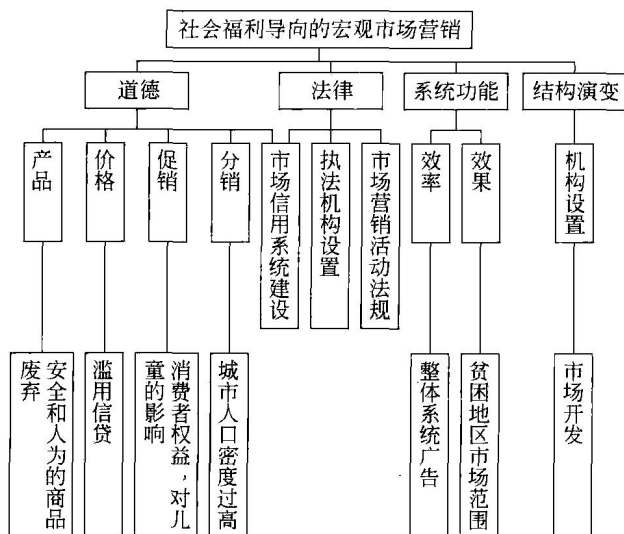 社会福利导向的宏观市场营销
道德
法律
系统功能
结构演变
产品
价格
促销
分销
市场信用系统建设
执法机构设置
市场营销活动法规
效率
效果
机构设置
安全和人为的商品
废弃
滥用信贷
消费者权益，对儿
童的影响
城市人口密度过高
整体系统广告
贫困地区市场范围
市场开发